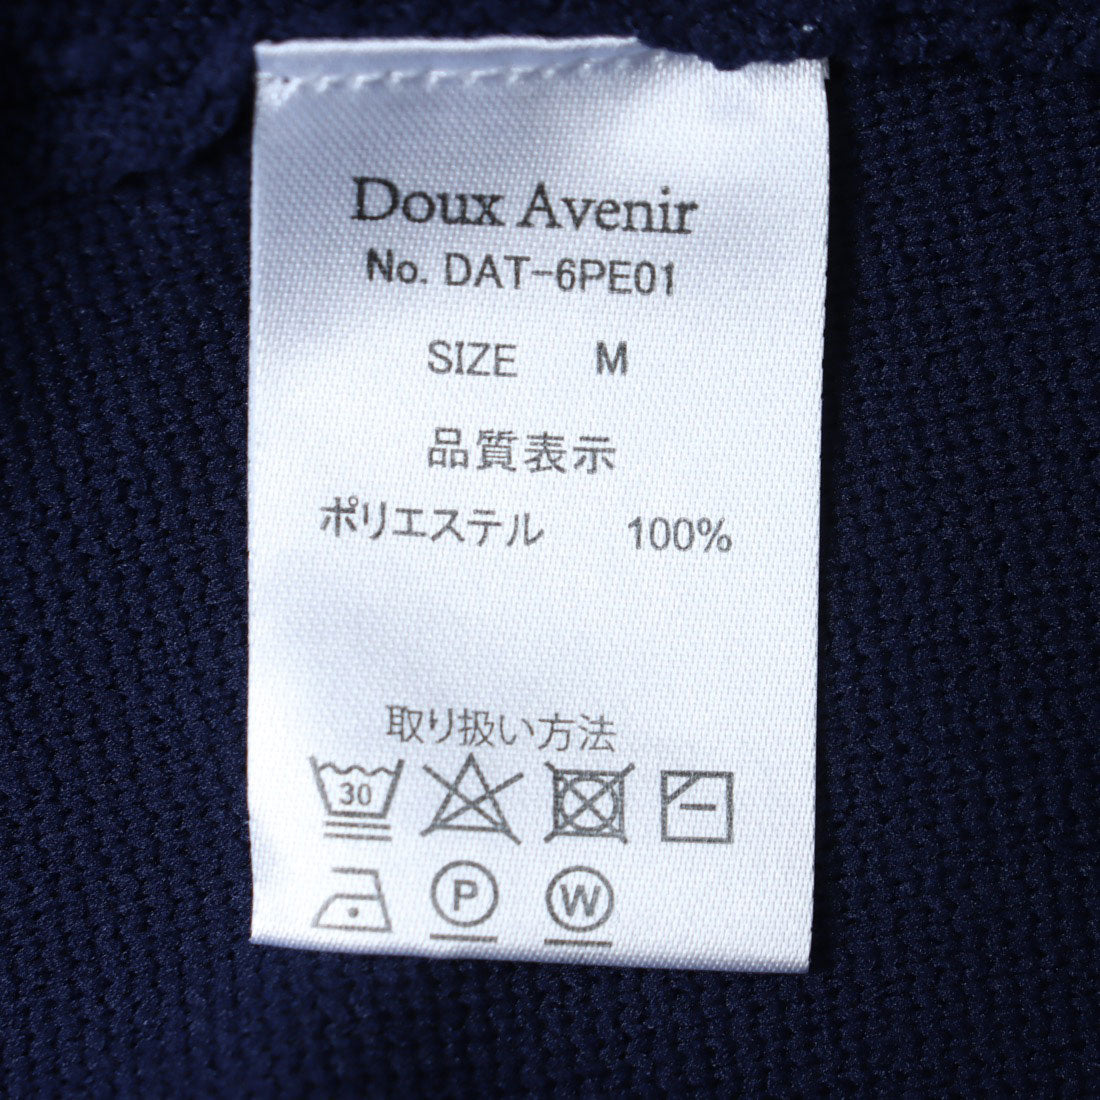 Doux Avenir
No. DAT-6PE01
SIZE M
品質表示
ポリエステル 100%
取り扱い方法
30
P W